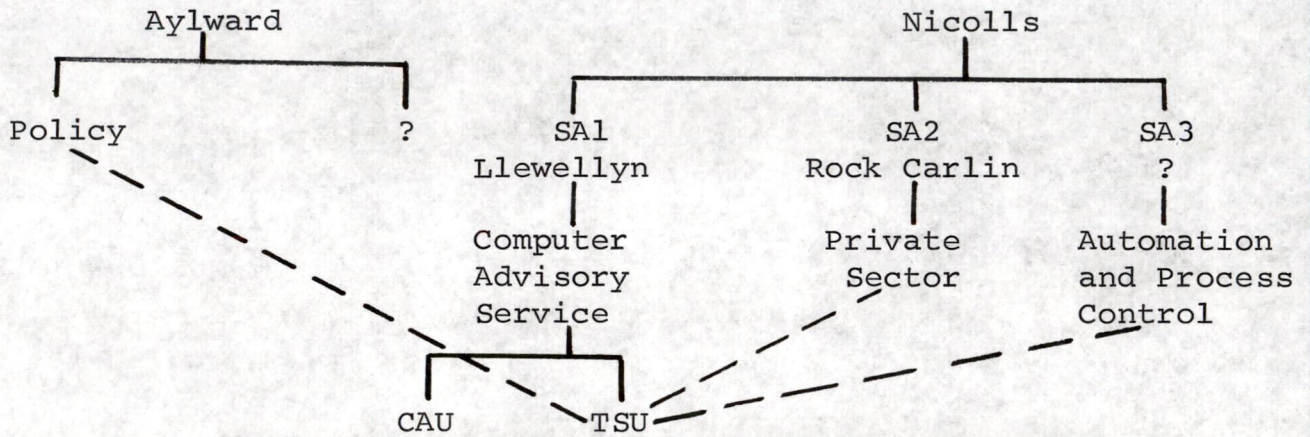 Aylward
Nicolls
Policy
?
SA1
SA2
SA3
Llewellyn
Rock Carlin
?
Computer
Advisory
Service
Private
Sector
Automation
and Process
Control
CAU
TSU